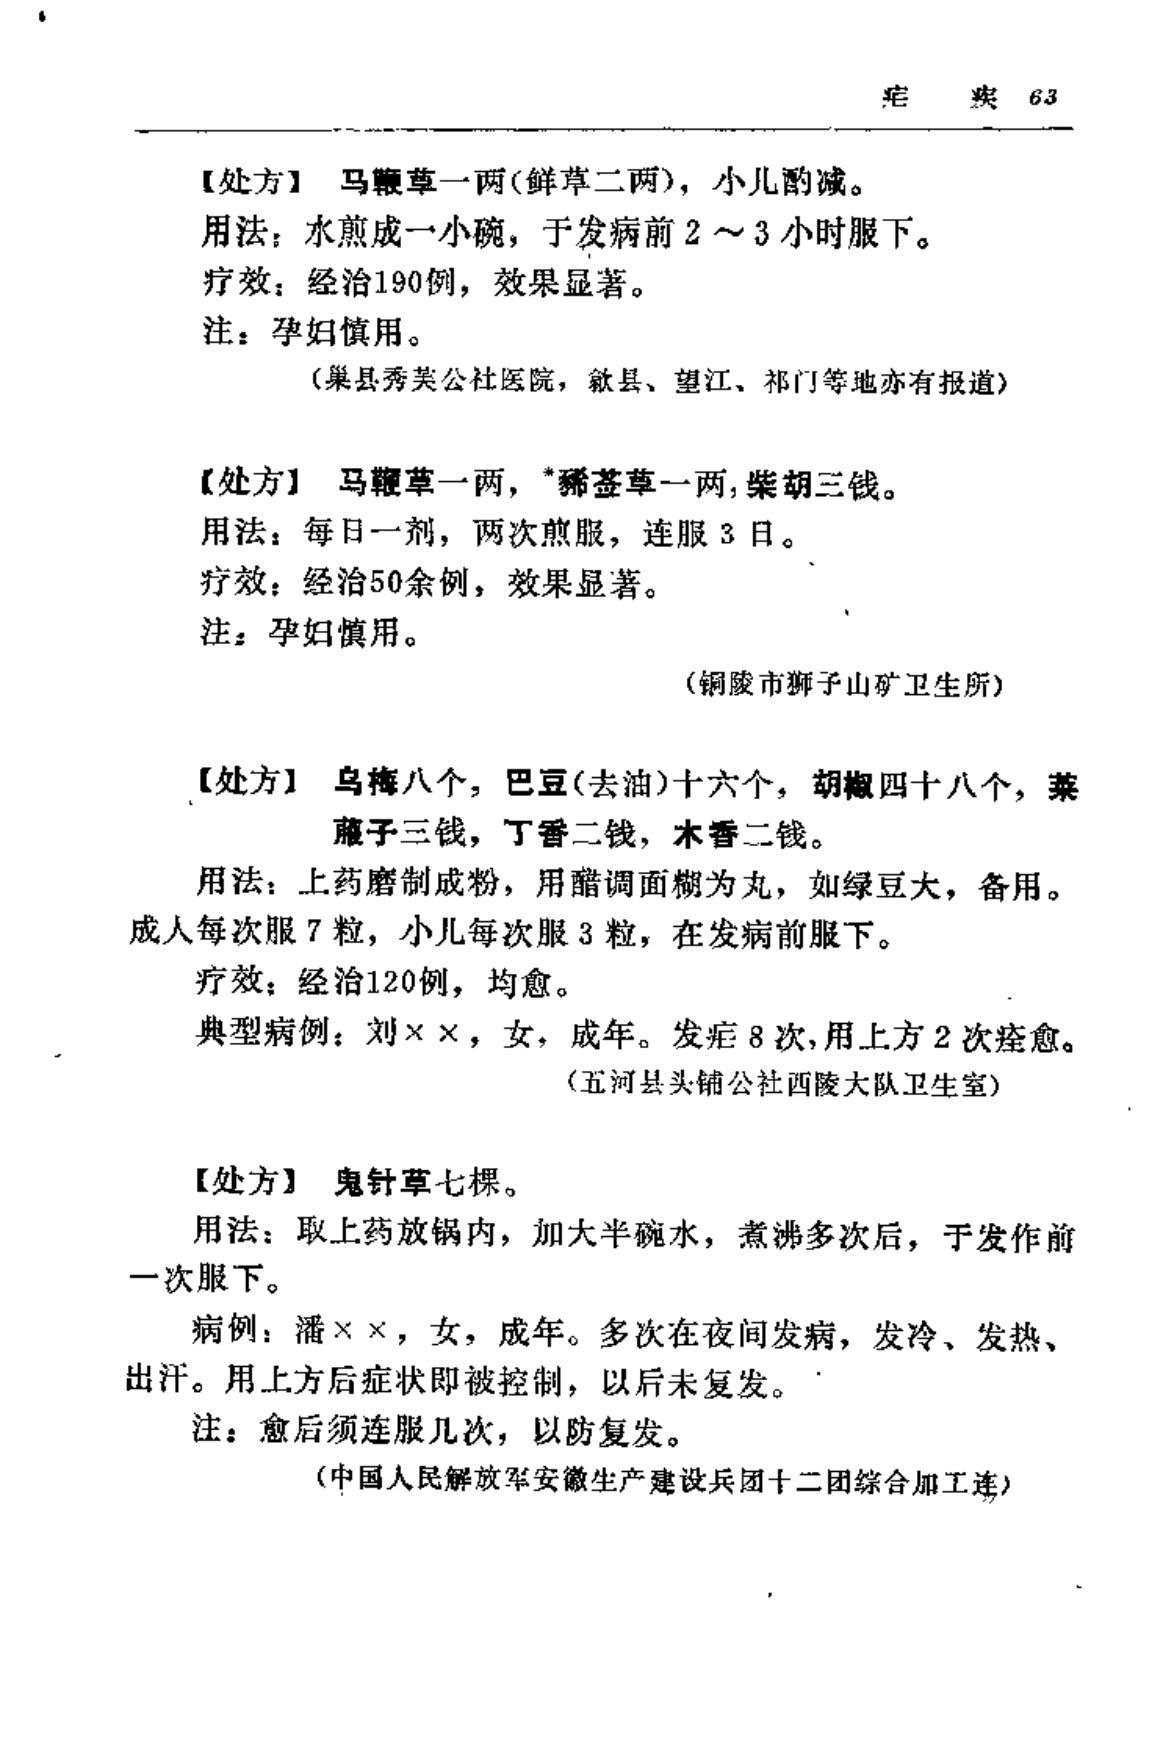 疟 疾 63
【处方】 马鞭草一两(鲜草二两)，小儿酌减。
用法：水煎成一小碗，于发病前2～3小时服下。
疗效：经治190例，效果显著。
注：孕妇慎用。
(巢县秀芙公社医院，歙县、望江、祁门等地亦有报道)
【处方】 马鞭草一两，*豨莶草一两，柴胡三钱。
用法：每日一剂，两次煎服，连服3日。
疗效：经治50余例，效果显著。
注：孕妇慎用。
(铜陵市狮子山矿卫生所)
【处方】 乌梅八个，巴豆(去油)十六个，胡椒四十八个，莱
菔子三钱，丁香二钱，木香二钱。
用法：上药磨制成粉，用醋调面糊为丸，如绿豆大，备用。
成人每次服7粒，小儿每次服3粒，在发病前服下。
疗效：经治120例，均愈。
典型病例：刘××，女，成年。发疟8次，用上方2次痊愈。
(五河县头铺公社西陵大队卫生室)
【处方】 鬼针草七棵。
用法：取上药放锅内，加大半碗水，煮沸多次后，于发作前
一次服下。
病例：潘××，女，成年。多次在夜间发病，发冷、发热、
出汗。用上方后症状即被控制，以后未复发。
注：愈后须连服几次，以防复发。
(中国人民解放军安徽生产建设兵团十二团综合加工连)